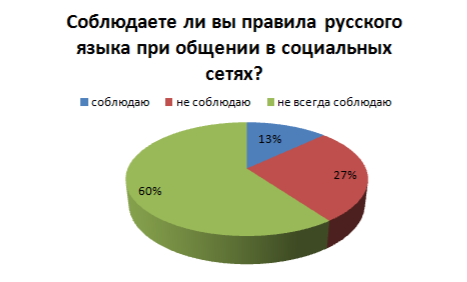 Соблюдаете ли вы правила русского
языка при общении в социальных
сетях?
соблюдаю не соблюдаю не всегда соблюдаю
13%
27%
60%